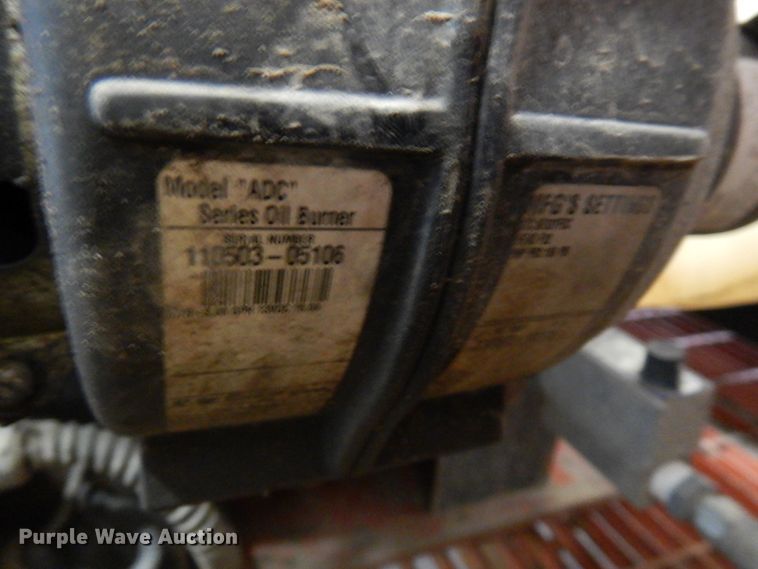 Model "ADC"
Series Oil Burner
SERIAL NUMBER
110503-05106
MFG'S SETTINGS
Purple Wave Auction